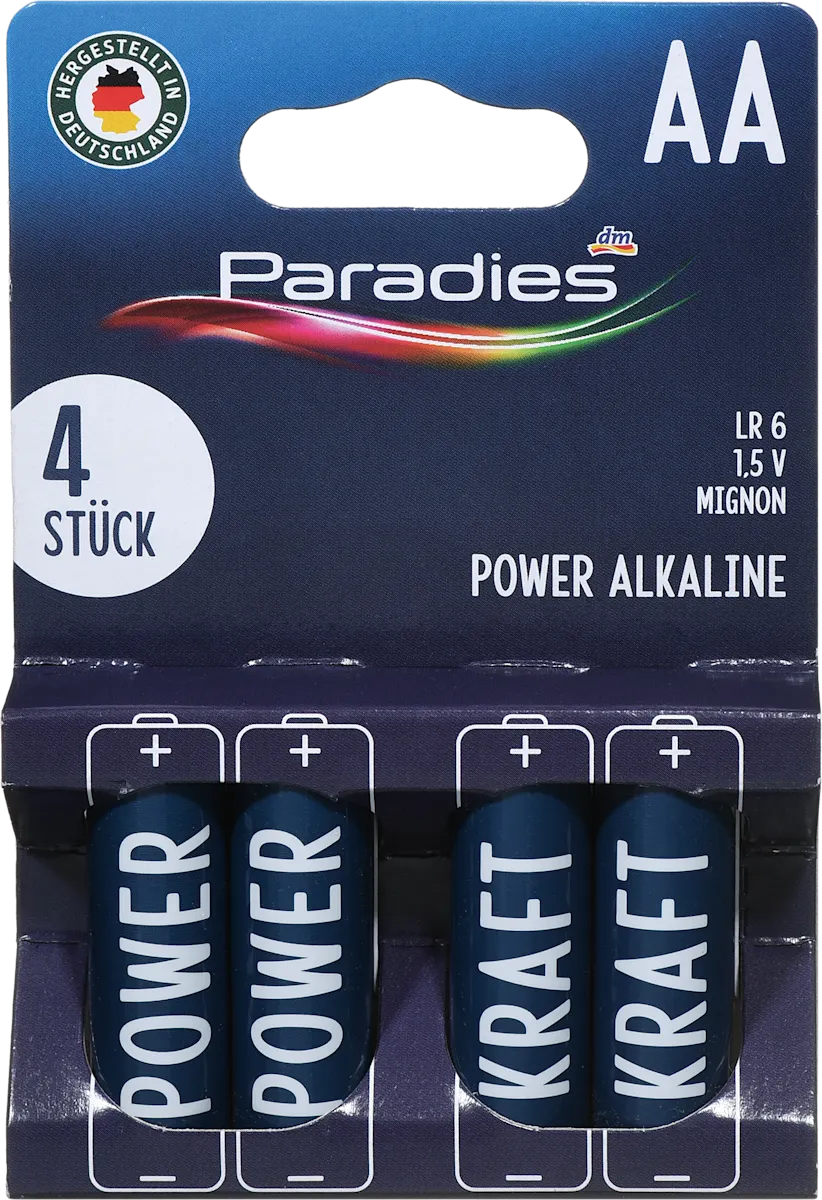 HERGESTELLT IN
DEUTSCHLAND
AA
dm
Paradies
4
STÜCK
LR 6
1,5 V
MIGNON
POWER ALKALINE
+ + + +
POWER
POWER
KRAFT
KRAFT
− − − −